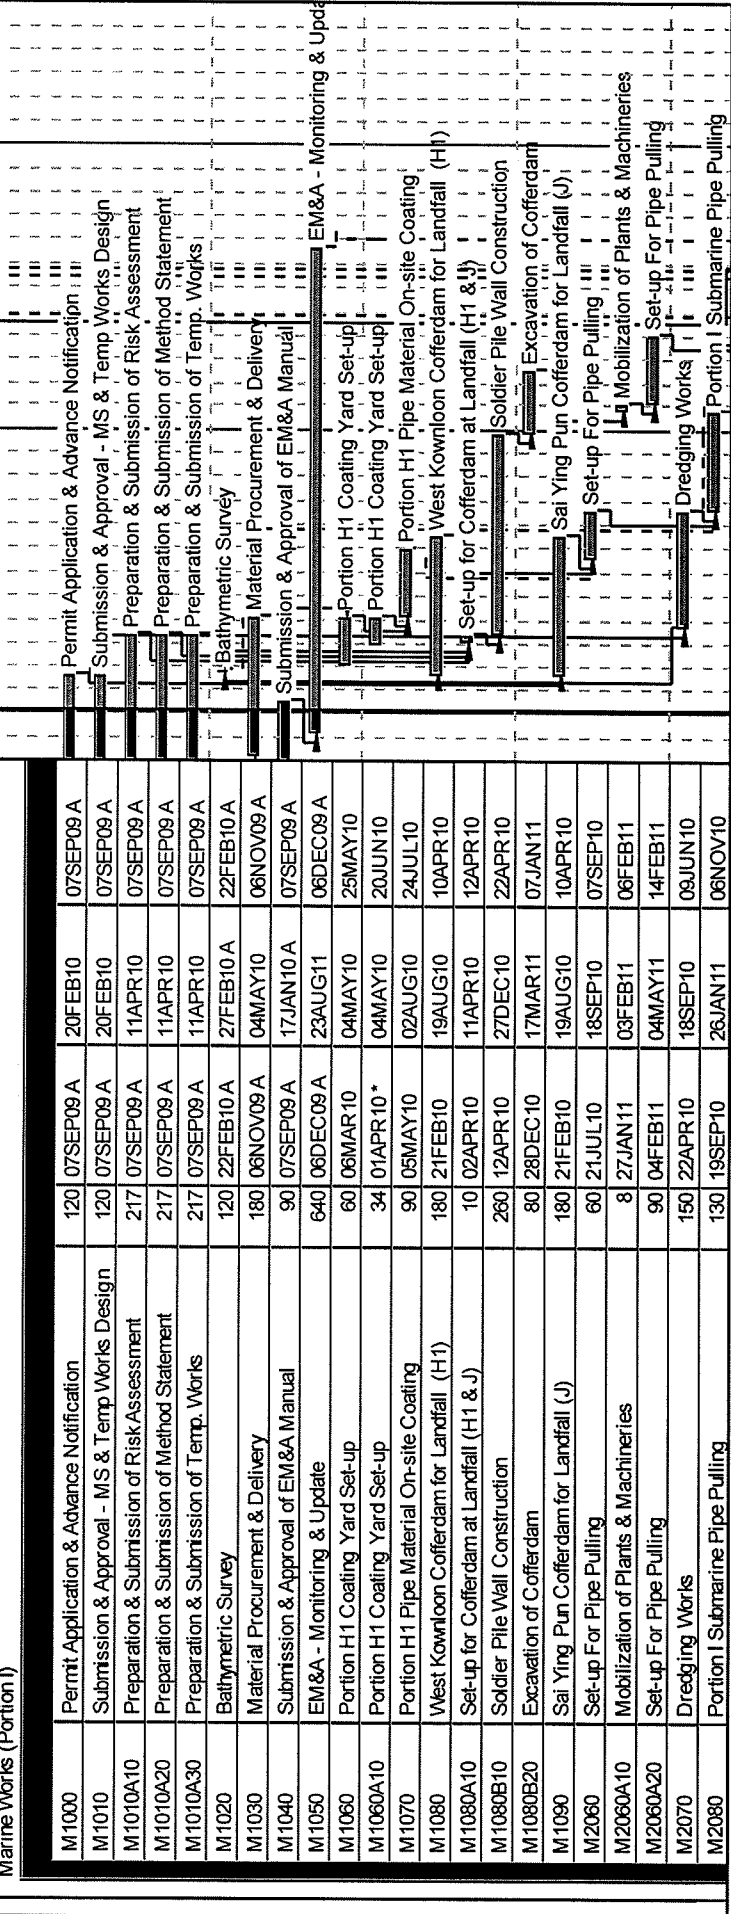 Marine Works (Portion I)
M1000 Permit Application & Advance Notification 120 07SEP09 A 20FEB10 07SEP09 A Permit Application & Advance Notification
M1010 Submission & Approval - MS & Temp Works Design 120 07SEP09 A 20FEB10 07SEP09 A Submission & Approval - MS & Temp Works Design
M1010A10 Preparation & Submission of Risk Assessment 217 07SEP09 A 11APR10 07SEP09 A Preparation & Submission of Risk Assessment
M1010A20 Preparation & Submission of Method Statement 217 07SEP09 A 11APR10 07SEP09 A Preparation & Submission of Method Statement
M1010A30 Preparation & Submission of Temp. Works 217 07SEP09 A 11APR10 07SEP09 A Preparation & Submission of Temp. Works
M1020 Bathymetric Survey 120 22FEB10 A 27FEB10 A 22FEB10 A Bathymetric Survey
M1030 Material Procurement & Delivery 180 06NOV09 A 04MAY10 06NOV09 A Material Procurement & Delivery
M1040 Submission & Approval of EM&A Manual 90 07SEP09 A 17JAN10 A 07SEP09 A Submission & Approval of EM&A Manual
M1050 EM&A - Monitoring & Update 640 06DEC09 A 23AUG11 06DEC09 A EM&A - Monitoring & Upda
M1060 Portion H1 Coating Yard Set-up 60 06MAR10 04MAY10 25MAY10 Portion H1 Coating Yard Set-up
M1060A10 Portion H1 Coating Yard Set-up 34 01APR10 * 04MAY10 20JUN10 Portion H1 Coating Yard Set-up
M1070 Portion H1 Pipe Material On-site Coating 90 05MAY10 02AUG10 24JUL10 Portion H1 Pipe Material On-site Coating
M1080 West Kownloon Cofferdam for Landfall (H1) 180 21FEB10 19AUG10 10APR10 West Kownloon Cofferdam for Landfall (H1)
M1080A10 Set-up for Cofferdam at Landfall (H1 & J) 10 02APR10 11APR10 12APR10 Set-up for Cofferdam at Landfall (H1 & J)
M1080B10 Soldier Pile Wall Construction 260 12APR10 27DEC10 22APR10 Soldier Pile Wall Construction
M1080B20 Excavation of Cofferdam 80 28DEC10 17MAR11 07JAN11 Excavation of Cofferdam
M1090 Sai Ying Pun Cofferdam for Landfall (J) 180 21FEB10 19AUG10 10APR10 Sai Ying Pun Cofferdam for Landfall (J)
M2060 Set-up For Pipe Pulling 60 21JUL10 18SEP10 07SEP10 Set-up For Pipe Pulling
M2060A10 Mobilization of Plants & Machineries 8 27JAN11 03FEB11 06FEB11 Mobilization of Plants & Machineries
M2060A20 Set-up For Pipe Pulling 90 04FEB11 04MAY11 14FEB11 Set-up For Pipe Pulling
M2070 Dredging Works 150 22APR10 18SEP10 09JUN10 Dredging Works
M2080 Portion I Submarine Pipe Pulling 130 19SEP10 26JAN11 06NOV10 Portion I Submarine Pipe Pulling